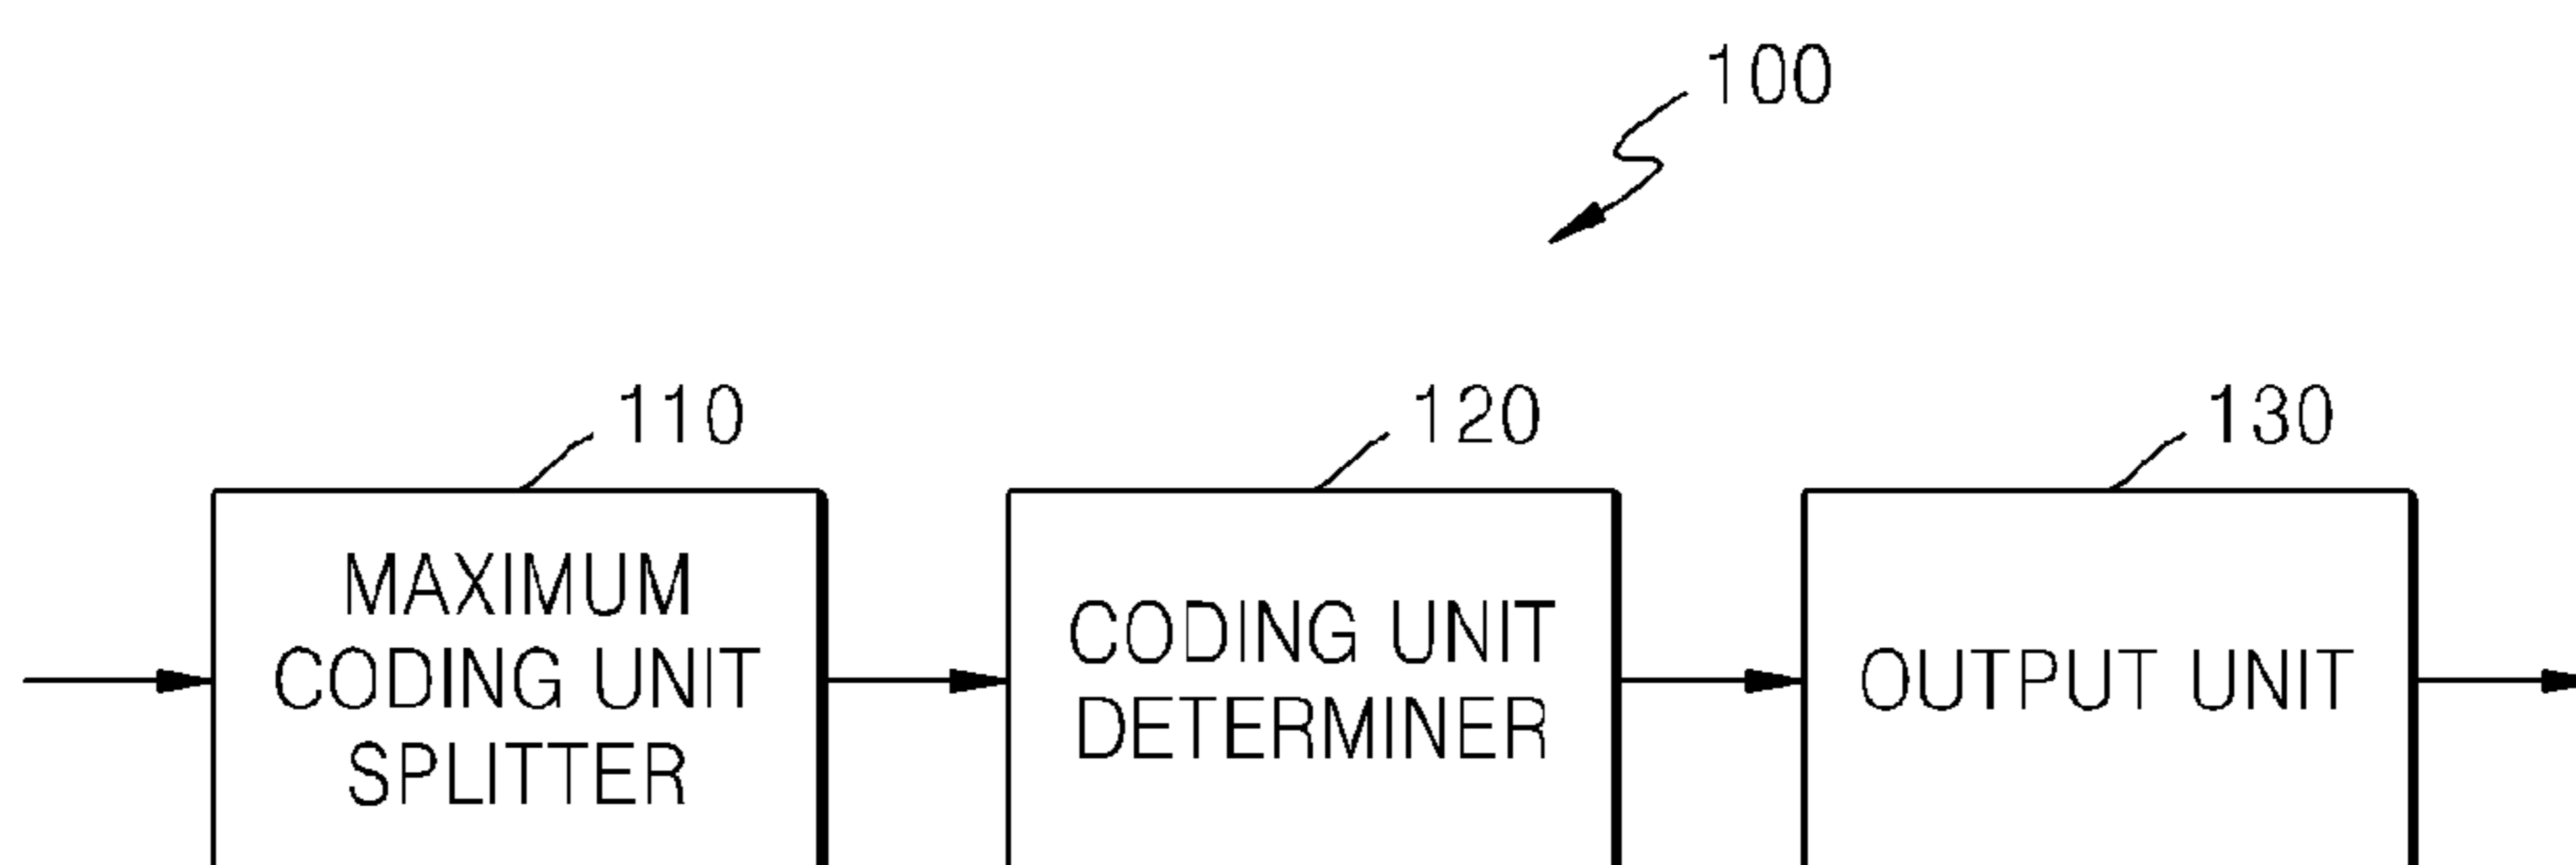 100
110
120
130
MAXIMUM
CODING UNIT
SPLITTER
CODING UNIT
DETERMINER
OUTPUT UNIT